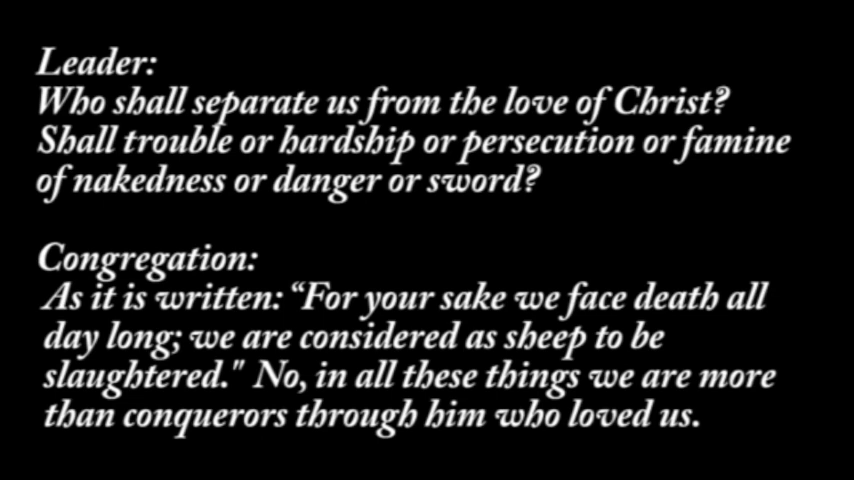 Leader:
Who shall separate us from the love of Christ?
Shall trouble or hardship or persecution or famine
of nakedness or danger or sword?
Congregation:
As it is written: “For your sake we face death all
day long; we are considered as sheep to be
slaughtered." No, in all these things we are more
than conquerors through him who loved us.